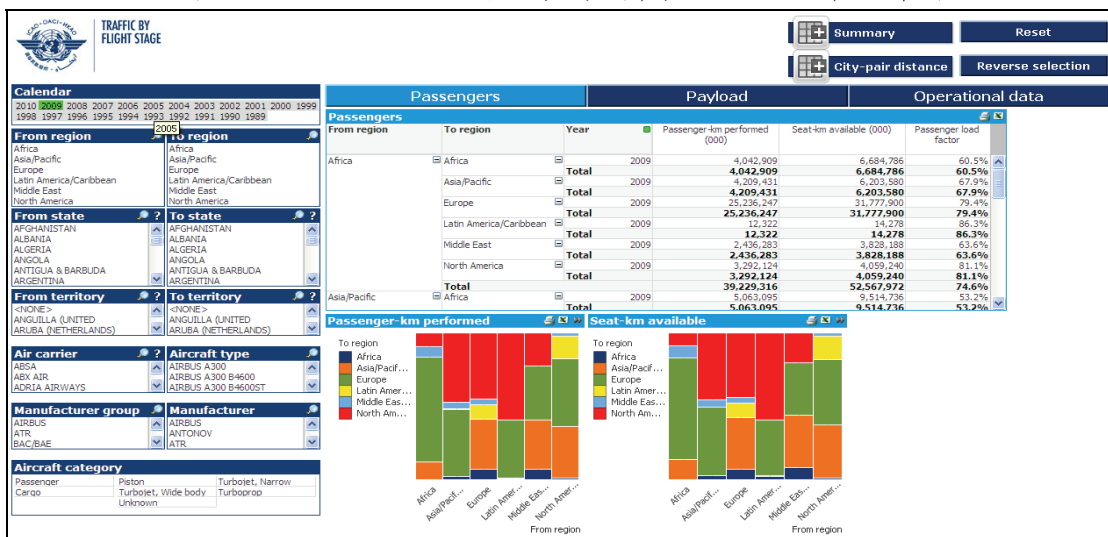 TRAFFIC BY
FLIGHT STAGE
Summary
Reset
City-pair distance
Reverse selection
Calendar
2010 2009 2008 2007 2006 2005 2004 2003 2002 2001 2000 1999
1998 1997 1996 1995 1994 1993 1992 1991 1990 1989
2005
From region To region
Africa Africa
Asia/Pacific Asia/Pacific
Europe Europe
Latin America/Caribbean Latin America/Caribbean
Middle East Middle East
North America North America
From state ? To state ?
AFGHANISTAN AFGHANISTAN
ALBANIA ALBANIA
ALGERIA ALGERIA
ANGOLA ANGOLA
ANTIGUA & BARBUDA ANTIGUA & BARBUDA
ARGENTINA ARGENTINA
From territory ? To territory ?
<NONE> <NONE>
ANGUILLA (UNITED ANGUILLA (UNITED
ARUBA (NETHERLANDS) ARUBA (NETHERLANDS)
Air carrier ? Aircraft type
ABSA AIRBUS A300
ABX AIR AIRBUS A300 B4600
ADRIA AIRWAYS AIRBUS A300 B4600ST
Manufacturer group Manufacturer
AIRBUS AIRBUS
ATR ANTONOV
BAC/BAE ATR
Aircraft category
Passenger Piston Turbojet, Narrow
Cargo Turbojet, Wide body Turboprop
Unknown
Passengers Payload Operational data
Passengers
From region To region Year Passenger-km performed (000) Seat-km available (000) Passenger load factor
Africa Africa 2009 4,042,909 6,684,786 60.5%
Total 4,042,909 6,684,786 60.5%
Asia/Pacific 2009 4,209,431 6,203,580 67.9%
Total 4,209,431 6,203,580 67.9%
Europe 2009 25,236,247 31,777,900 79.4%
Total 25,236,247 31,777,900 79.4%
Latin America/Caribbean 2009 12,322 14,278 86.3%
Total 12,322 14,278 86.3%
Middle East 2009 2,436,283 3,828,188 63.6%
Total 2,436,283 3,828,188 63.6%
North America 2009 3,292,124 4,059,240 81.1%
Total 3,292,124 4,059,240 81.1%
Total 39,229,316 52,567,972 74.6%
Asia/Pacific Africa 2009 5,063,095 9,514,736 53.2%
Total 5,063,095 9,514,736 53.2%
Passenger-km performed
To region
Africa
Asia/Pacif...
Europe
Latin Amer...
Middle Eas...
North Am...
Africa Asia/Pacif... Europe Latin Amer... Middle Eas... North Amer...
From region
Seat-km available
To region
Africa
Asia/Pacif...
Europe
Latin Amer...
Middle Eas...
North Am...
Africa Asia/Pacif... Europe Latin Amer... Middle Eas... North Amer...
From region